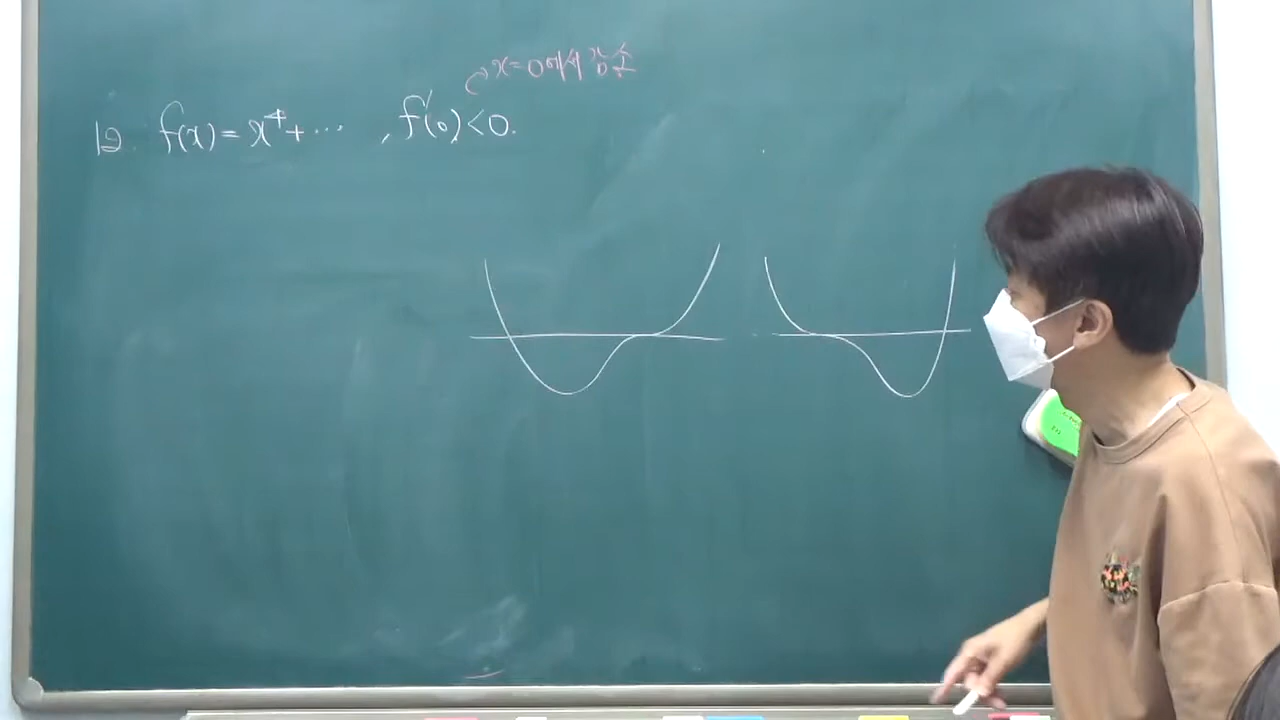 x=0에서 감소
12. f(x)=x⁴+⋯ , f'(0)<0.